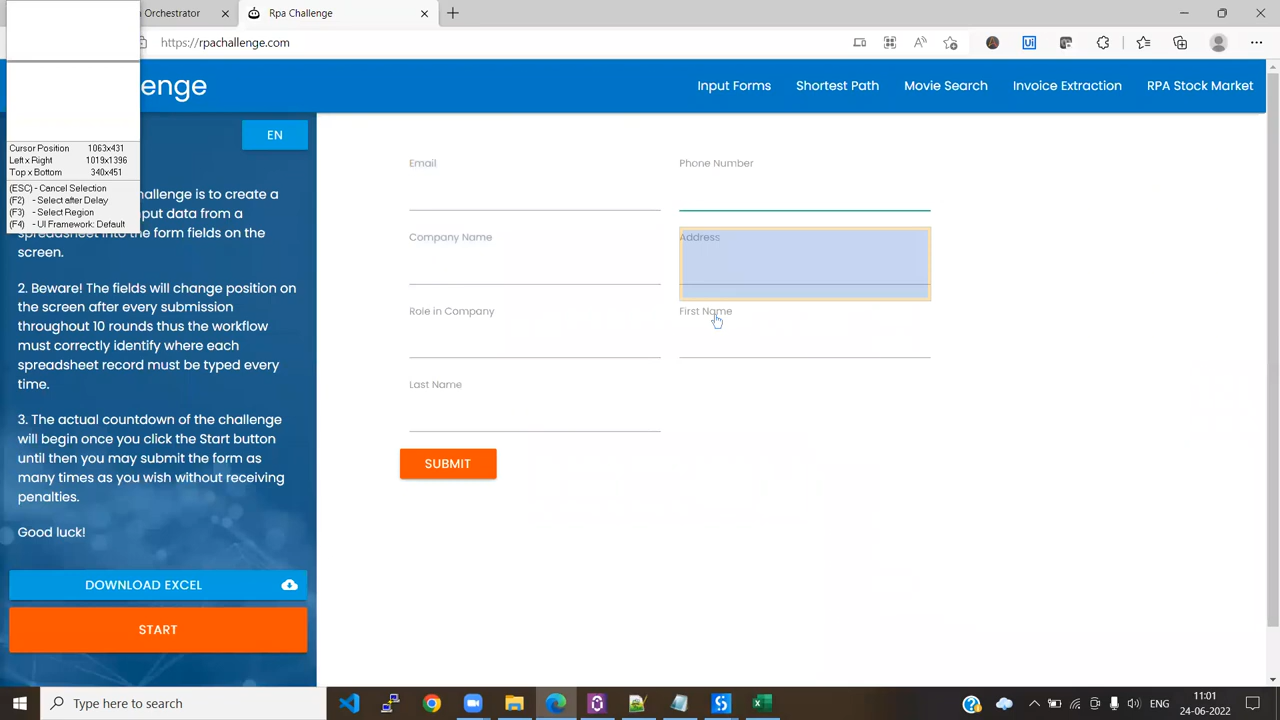 n Orchestrator
Rpa Challenge
https://rpachallenge.com
enge
Input Forms
Shortest Path
Movie Search
Invoice Extraction
RPA Stock Market
Cursor Position 1063x431
Left x Right 1019x1396
Top x Bottom 340x451
(ESC) - Cancel Selection
(F2) - Select after Delay
(F3) - Select Region
(F4) - UI Framework: Default
EN
hallenge is to create a
put data from a
spreadsheet into the form fields on the
screen.
2. Beware! The fields will change position on
the screen after every submission
throughout 10 rounds thus the workflow
must correctly identify where each
spreadsheet record must be typed every
time.
3. The actual countdown of the challenge
will begin once you click the Start button
until then you may submit the form as
many times as you wish without receiving
penalties.
Good luck!
DOWNLOAD EXCEL
START
Email
Phone Number
Company Name
Address
Role in Company
First Name
Last Name
SUBMIT
Type here to search
11:01
24-06-2022